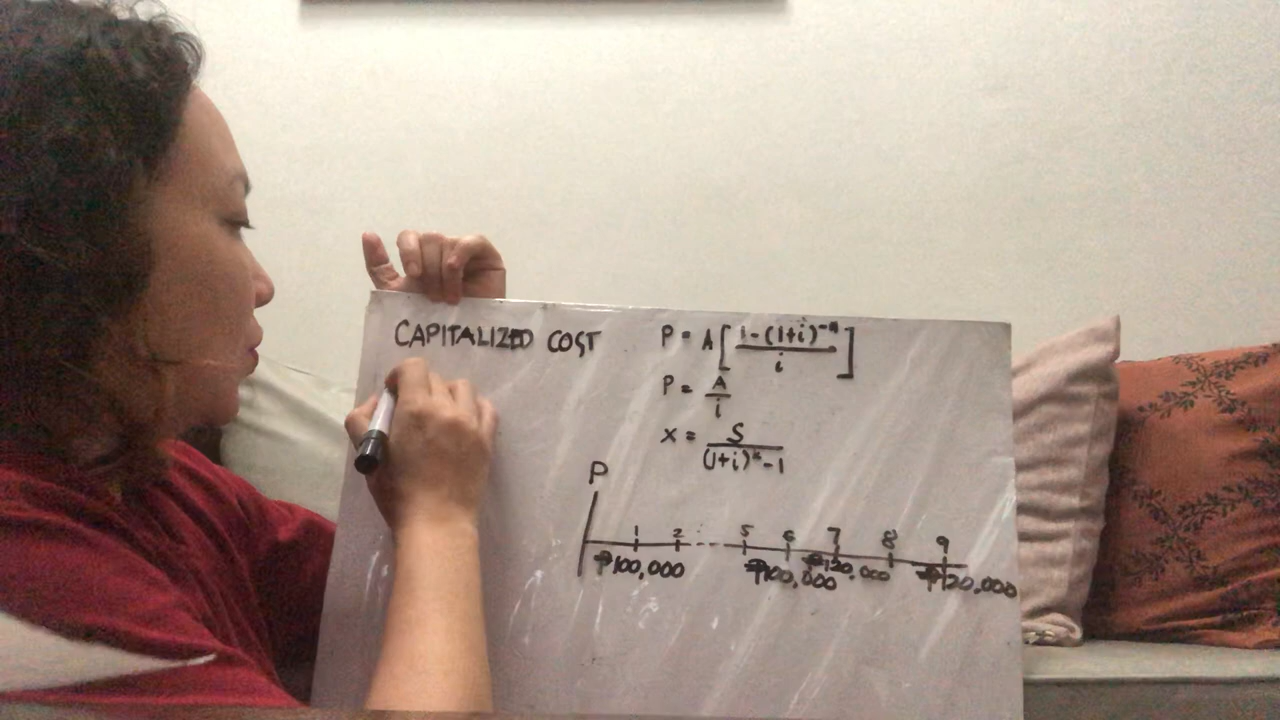 CAPITALIZED COST
P = A [ 1-(1+i)⁻ⁿ / i ]
P = A / i
X = S / (1+i)ᵏ-1
P
1 2 --- 5 6 7 8 9
₱100,000 ₱100,000 ₱120,000 ₱120,000